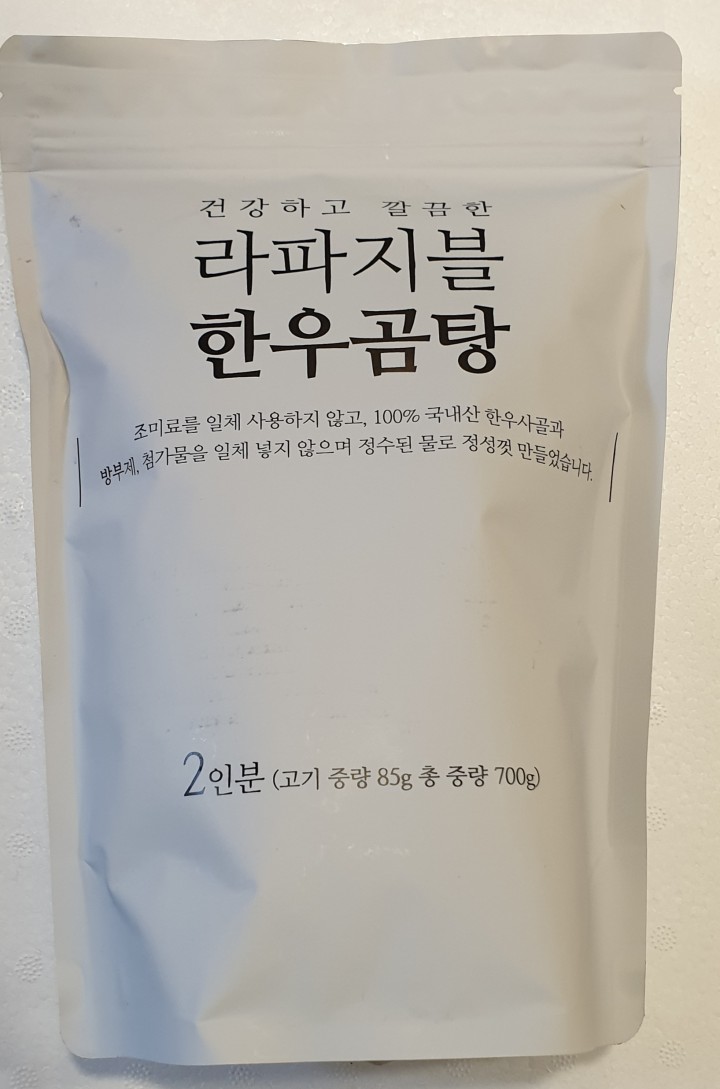 건강하고 깔끔한
라파지블
한우곰탕
조미료를 일체 사용하지 않고, 100% 국내산 한우사골과
방부제, 첨가물을 일체 넣지 않으며 정수된 물로 정성껏 만들었습니다.
2인분 (고기 중량 85g 총 중량 700g)